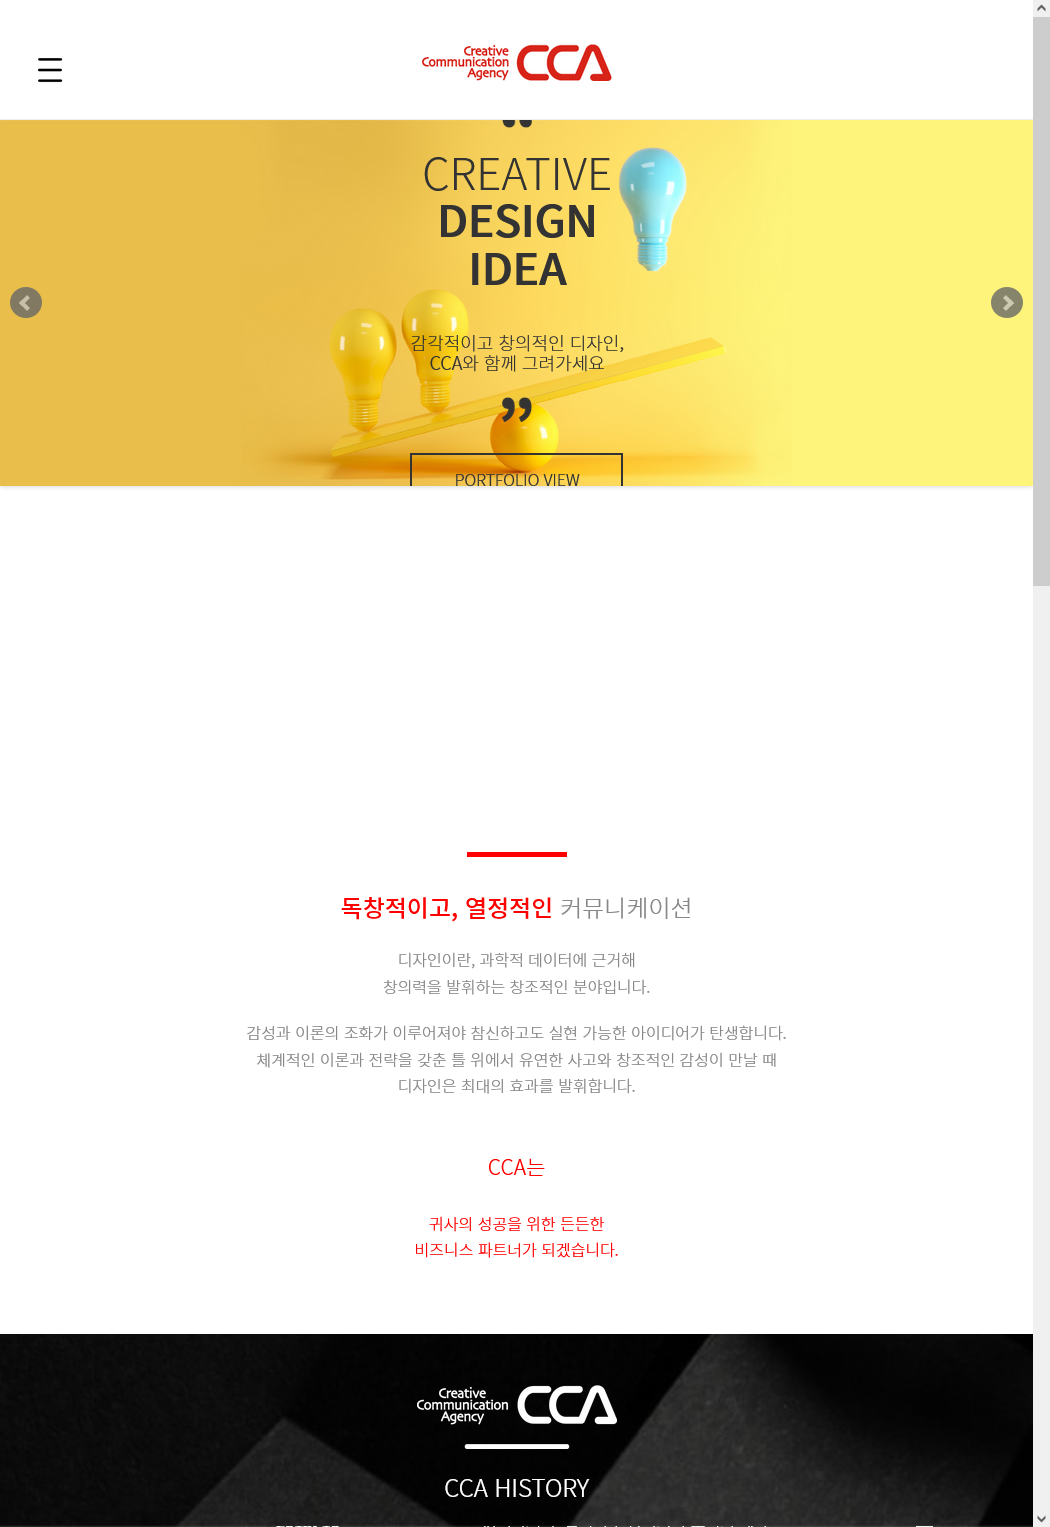 Creative
Communication
Agency
CCA
CREATIVE
DESIGN
IDEA
감각적이고 창의적인 디자인,
CCA와 함께 그려가세요
”
PORTFOLIO VIEW
독창적이고, 열정적인 커뮤니케이션
디자인이란, 과학적 데이터에 근거해
창의력을 발휘하는 창조적인 분야입니다.
감성과 이론의 조화가 이루어져야 참신하고도 실현 가능한 아이디어가 탄생합니다.
체계적인 이론과 전략을 갖춘 틀 위에서 유연한 사고와 창조적인 감성이 만날 때
디자인은 최대의 효과를 발휘합니다.
CCA는
귀사의 성공을 위한 든든한
비즈니스 파트너가 되겠습니다.
Creative
Communication
Agency
CCA
CCA HISTORY